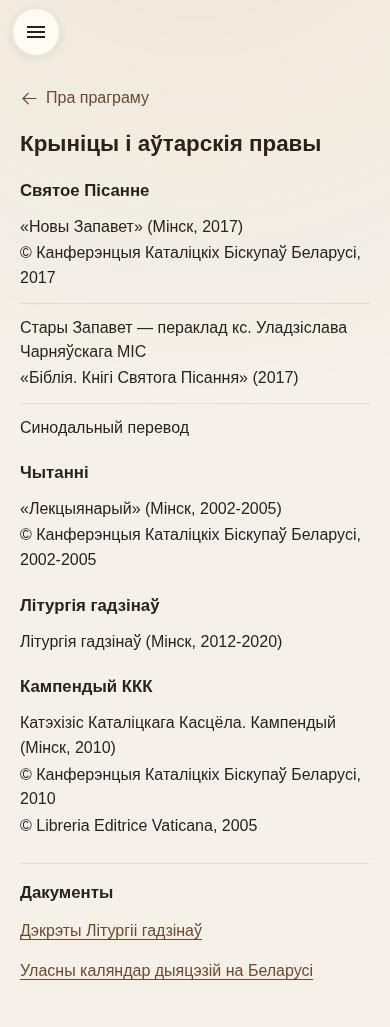 Пра праграму
Крыніцы і аўтарскія правы
Святое Пісанне
«Новы Запавет» (Мінск, 2017)
© Канферэнцыя Каталіцкіх Біскупаў Беларусі,
2017
Стары Запавет — пераклад кс. Уладзіслава
Чарняўскага MIC
«Біблія. Кнігі Святога Пісання» (2017)
Синодальный перевод
Чытанні
«Лекцыянарый» (Мінск, 2002-2005)
© Канферэнцыя Каталіцкіх Біскупаў Беларусі,
2002-2005
Літургія гадзінаў
Літургія гадзінаў (Мінск, 2012-2020)
Кампендый ККК
Катэхізіс Каталіцкага Касцёла. Кампендый
(Мінск, 2010)
© Канферэнцыя Каталіцкіх Біскупаў Беларусі,
2010
© Libreria Editrice Vaticana, 2005
Дакументы
Дэкрэты Літургіі гадзінаў
Уласны каляндар дыяцэзій на Беларусі